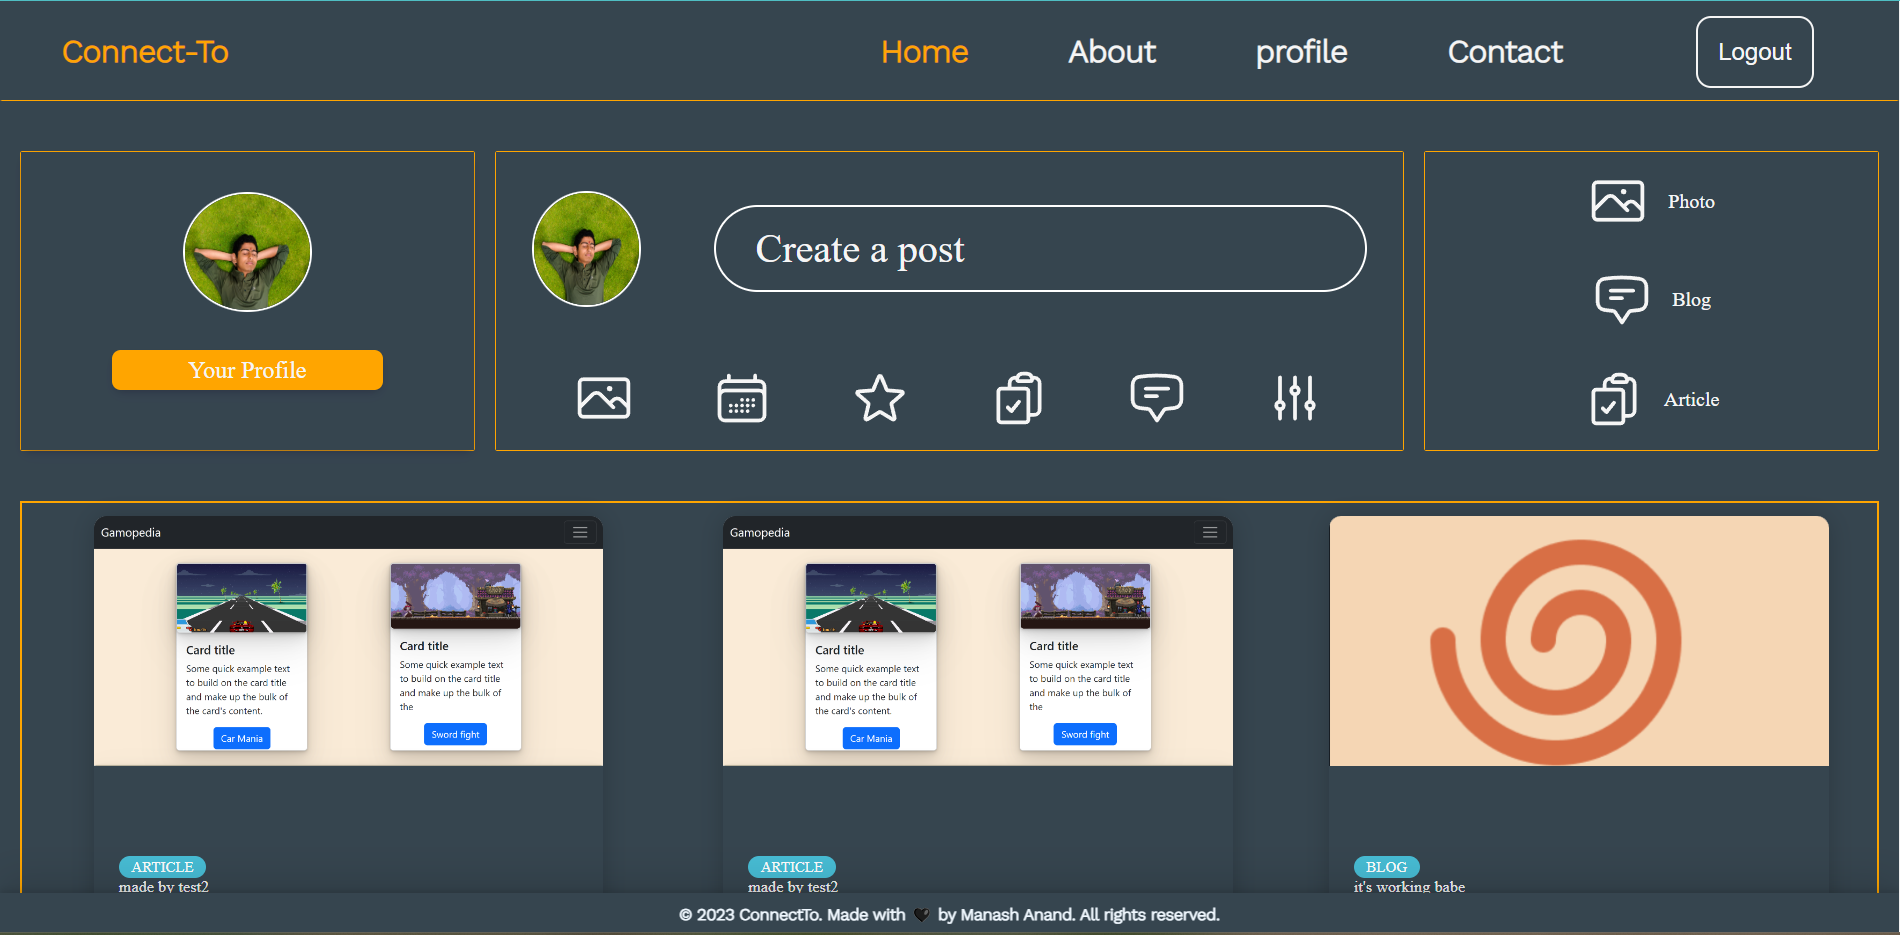 Connect-To
Home
About
profile
Contact
Logout
Your Profile
Create a post
Photo
Blog
Article
Gamopedia
Card title
Some quick example text
to build on the card title
and make up the bulk of
the card's content.
Car Mania
Card title
Some quick example text
to build on the card title
and make up the bulk of
the
Sword fight
ARTICLE
made by test2
Gamopedia
Card title
Some quick example text
to build on the card title
and make up the bulk of
the card's content.
Car Mania
Card title
Some quick example text
to build on the card title
and make up the bulk of
the
Sword fight
ARTICLE
made by test2
BLOG
it's working babe
© 2023 ConnectTo. Made with 🖤 by Manash Anand. All rights reserved.